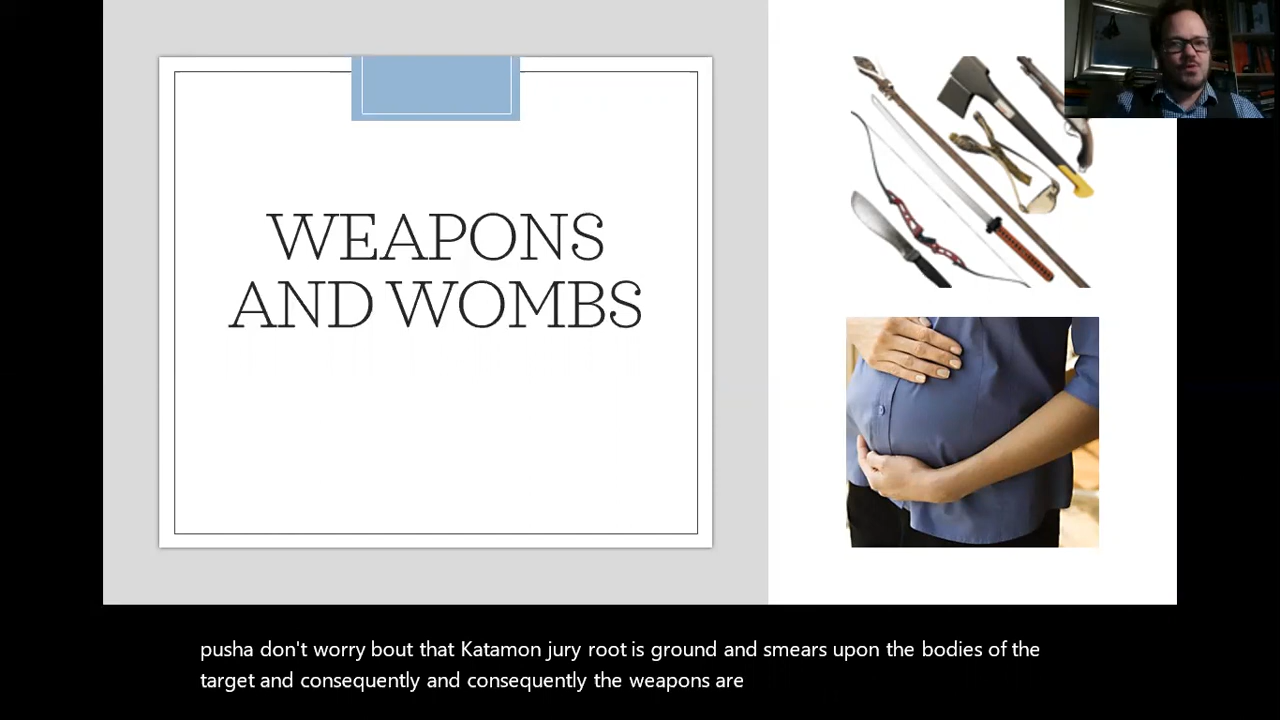 WEAPONS
AND WOMBS
pusha don't worry bout that Katamon jury root is ground and smears upon the bodies of the
target and consequently and consequently the weapons are